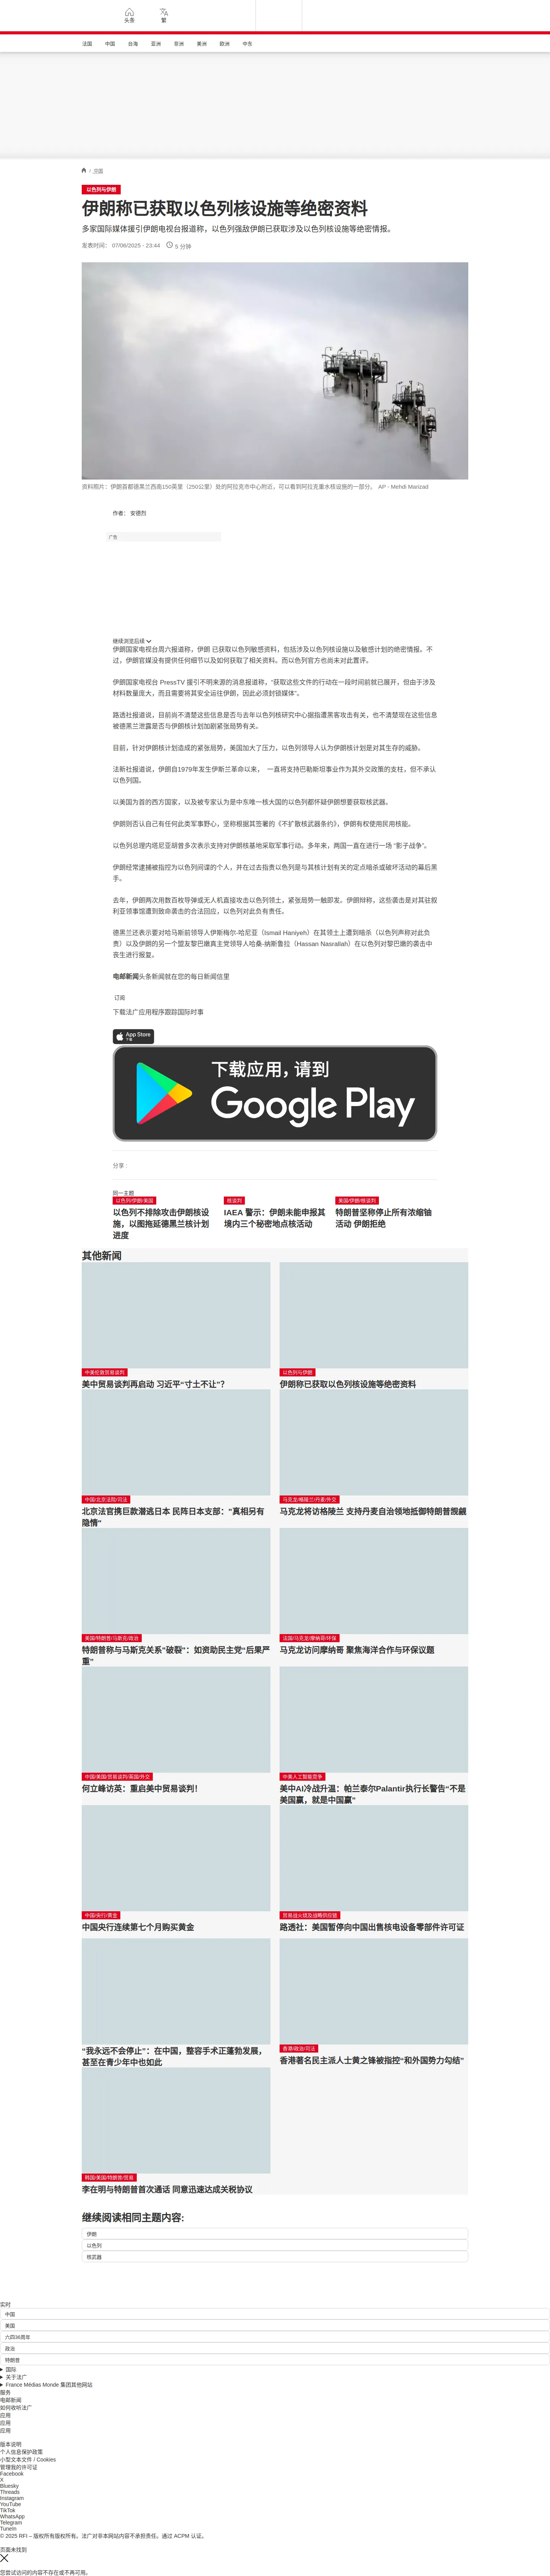 头条
繁
法国
中国
台海
亚洲
非洲
美洲
欧洲
中东
/ 中东
以色列与伊朗
伊朗称已获取以色列核设施等绝密资料
多家国际媒体援引伊朗电视台报道称，以色列强敌伊朗已获取涉及以色列核设施等绝密情报。
发表时间： 07/06/2025 - 23:44
5 分钟
资料照片：伊朗首都德黑兰西南150英里（250公里）处的阿拉克市中心附近，可以看到阿拉克重水核设施的一部分。 AP - Mehdi Marizad
作者： 安德烈
广告
继续浏览后续
伊朗国家电视台周六报道称，伊朗 已获取以色列敏感资料，包括涉及以色列核设施以及敏感计划的绝密情报。不
过，伊朗官媒没有提供任何细节以及如何获取了相关资料。而以色列官方也尚未对此置评。
伊朗国家电视台 PressTV 援引不明来源的消息报道称，“获取这些文件的行动在一段时间前就已展开，但由于涉及
材料数量庞大，而且需要将其安全运往伊朗，因此必须封锁媒体”。
路透社报道说，目前尚不清楚这些信息是否与去年以色列核研究中心据指遭黑客攻击有关，也不清楚现在这些信息
被德黑兰泄露是否与伊朗核计划加剧紧张局势有关。
目前，针对伊朗核计划造成的紧张局势，美国加大了压力，以色列领导人认为伊朗核计划是对其生存的威胁。
法新社报道说，伊朗自1979年发生伊斯兰革命以来， 一直将支持巴勒斯坦事业作为其外交政策的支柱，但不承认
以色列国。
以美国为首的西方国家，以及被专家认为是中东唯一核大国的以色列都怀疑伊朗想要获取核武器。
伊朗则否认自己有任何此类军事野心，坚称根据其签署的《不扩散核武器条约》，伊朗有权使用民用核能。
以色列总理内塔尼亚胡曾多次表示支持对伊朗核基地采取军事行动。多年来，两国一直在进行一场 “影子战争”。
伊朗经常逮捕被指控为以色列间谍的个人，并在过去指责以色列是与其核计划有关的定点暗杀或破坏活动的幕后黑
手。
去年，伊朗两次用数百枚导弹或无人机直接攻击以色列领土，紧张局势一触即发。伊朗辩称，这些袭击是对其驻叙
利亚领事馆遭到致命袭击的合法回应，以色列对此负有责任。
德黑兰还表示要对哈马斯前领导人伊斯梅尔-哈尼亚（Ismail Haniyeh）在其领土上遭到暗杀（以色列声称对此负
责）以及伊朗的另一个盟友黎巴嫩真主党领导人哈桑-纳斯鲁拉（Hassan Nasrallah）在以色列对黎巴嫩的袭击中
丧生进行报复。
电邮新闻头条新闻就在您的每日新闻信里
订阅
下载法广应用程序跟踪国际时事
App Store
下载
下载应用，请到
Google Play
分享 :
同一主题
以色列/伊朗/美国
以色列不排除攻击伊朗核设
施，以图拖延德黑兰核计划
进度
核谈判
IAEA 警示：伊朗未能申报其
境内三个秘密地点核活动
美国/伊朗/核谈判
特朗普坚称停止所有浓缩铀
活动 伊朗拒绝
其他新闻
中美伦敦贸易谈判
美中贸易谈判再启动 习近平“寸土不让”？
以色列与伊朗
伊朗称已获取以色列核设施等绝密资料
中国/北京法院/司法
北京法官携巨款潜逃日本 民阵日本支部：“真相另有
隐情”
马克龙/格陵兰/丹麦/外交
马克龙将访格陵兰 支持丹麦自治领地抵御特朗普觊觎
美国/特朗普/马斯克/政治
特朗普称与马斯克关系"破裂"：如资助民主党"后果严
重"
法国/马克龙/摩纳哥/环保
马克龙访问摩纳哥 聚焦海洋合作与环保议题
中国/美国/贸易谈判/英国/外交
何立峰访英：重启美中贸易谈判！
中美人工智能竞争
美中AI冷战升温：帕兰泰尔Palantir执行长警告“不是
美国赢，就是中国赢”
中国/央行/黄金
中国央行连续第七个月购买黄金
贸易战火烧及战略供应链
路透社：美国暂停向中国出售核电设备零部件许可证
“我永远不会停止”：在中国，整容手术正蓬勃发展，
甚至在青少年中也如此
香港/政治/司法
香港著名民主派人士黄之锋被指控“和外国势力勾结”
韩国/美国/特朗普/贸易
李在明与特朗普首次通话 同意迅速达成关税协议
继续阅读相同主题内容:
伊朗
以色列
核武器
实时
中国
美国
六四36周年
政治
特朗普
国际
关于法广
France Médias Monde 集团其他网站
服务
电邮新闻
如何收听法广
应用
应用
应用
版本说明
个人信息保护政策
小型文本文件 / Cookies
管理我的许可证
Facebook
X
Bluesky
Threads
Instagram
YouTube
TikTok
WhatsApp
Telegram
TuneIn
© 2025 RFI – 版权所有版权所有。法广对非本网站内容不承担责任。通过 ACPM 认证。
页面未找到
您尝试访问的内容不存在或不再可用。